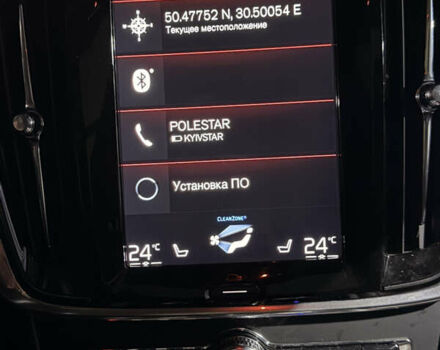 50.47752 N, 30.50054 E
Текущее местоположение
POLESTAR
KYIVSTAR
Установка ПО
CLEANZONE®
24°C
24°C